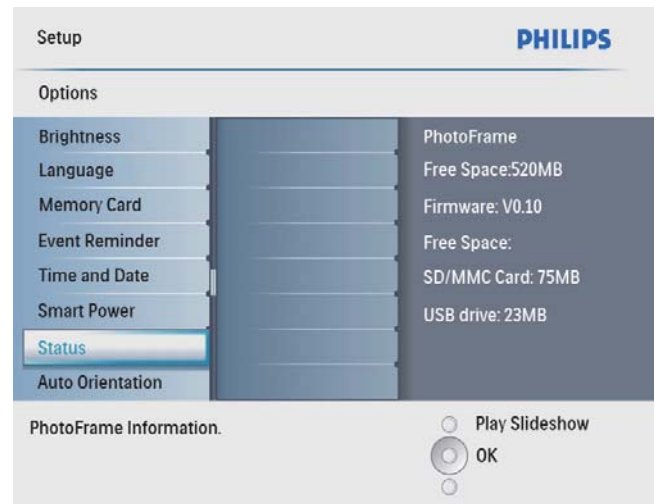 Setup
PHILIPS
Options
Brightness
Language
Memory Card
Event Reminder
Time and Date
Smart Power
Status
Auto Orientation
PhotoFrame
Free Space:520MB
Firmware: V0.10
Free Space:
SD/MMC Card: 75MB
USB drive: 23MB
PhotoFrame Information.
Play Slideshow
OK